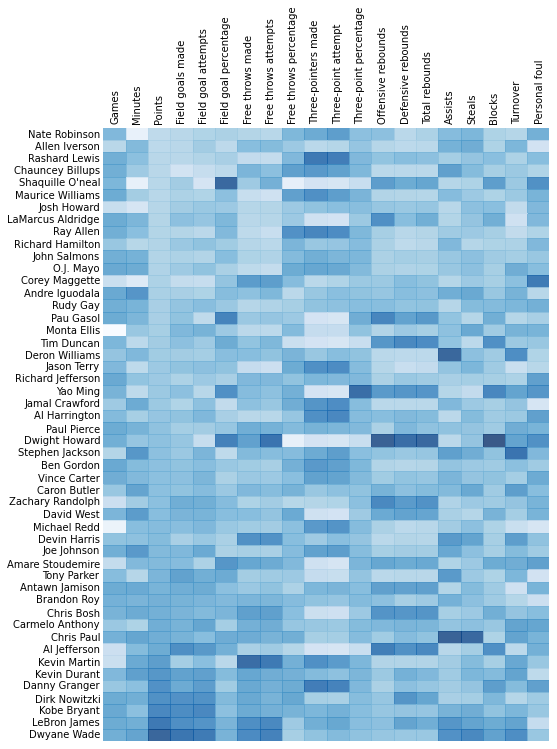 Games
Minutes
Points
Field goals made
Field goal attempts
Field goal percentage
Free throws made
Free throws attempts
Free throws percentage
Three-pointers made
Three-point attempt
Three-point percentage
Offensive rebounds
Defensive rebounds
Total rebounds
Assists
Steals
Blocks
Turnover
Personal foul
Nate Robinson
Allen Iverson
Rashard Lewis
Chauncey Billups
Shaquille O'neal
Maurice Williams
Josh Howard
LaMarcus Aldridge
Ray Allen
Richard Hamilton
John Salmons
O.J. Mayo
Corey Maggette
Andre Iguodala
Rudy Gay
Pau Gasol
Monta Ellis
Tim Duncan
Deron Williams
Jason Terry
Richard Jefferson
Yao Ming
Jamal Crawford
Al Harrington
Paul Pierce
Dwight Howard
Stephen Jackson
Ben Gordon
Vince Carter
Caron Butler
Zachary Randolph
David West
Michael Redd
Devin Harris
Joe Johnson
Amare Stoudemire
Tony Parker
Antawn Jamison
Brandon Roy
Chris Bosh
Carmelo Anthony
Chris Paul
Al Jefferson
Kevin Martin
Kevin Durant
Danny Granger
Dirk Nowitzki
Kobe Bryant
LeBron James
Dwyane Wade